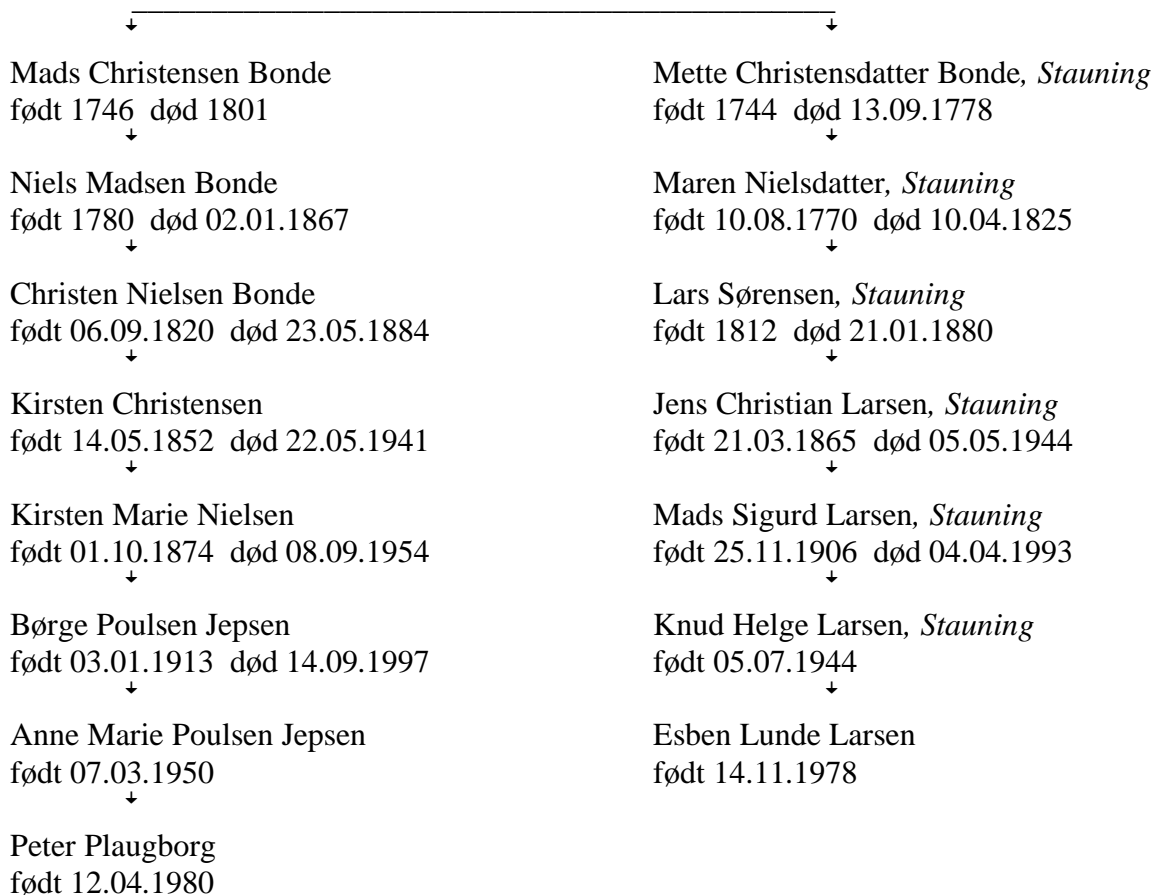 Mads Christensen Bonde
født 1746 død 1801
Niels Madsen Bonde
født 1780 død 02.01.1867
Christen Nielsen Bonde
født 06.09.1820 død 23.05.1884
Kirsten Christensen
født 14.05.1852 død 22.05.1941
Kirsten Marie Nielsen
født 01.10.1874 død 08.09.1954
Børge Poulsen Jepsen
født 03.01.1913 død 14.09.1997
Anne Marie Poulsen Jepsen
født 07.03.1950
Peter Plaugborg
født 12.04.1980
Mette Christensdatter Bonde, Stauning
født 1744 død 13.09.1778
Maren Nielsdatter, Stauning
født 10.08.1770 død 10.04.1825
Lars Sørensen, Stauning
født 1812 død 21.01.1880
Jens Christian Larsen, Stauning
født 21.03.1865 død 05.05.1944
Mads Sigurd Larsen, Stauning
født 25.11.1906 død 04.04.1993
Knud Helge Larsen, Stauning
født 05.07.1944
Esben Lunde Larsen
født 14.11.1978